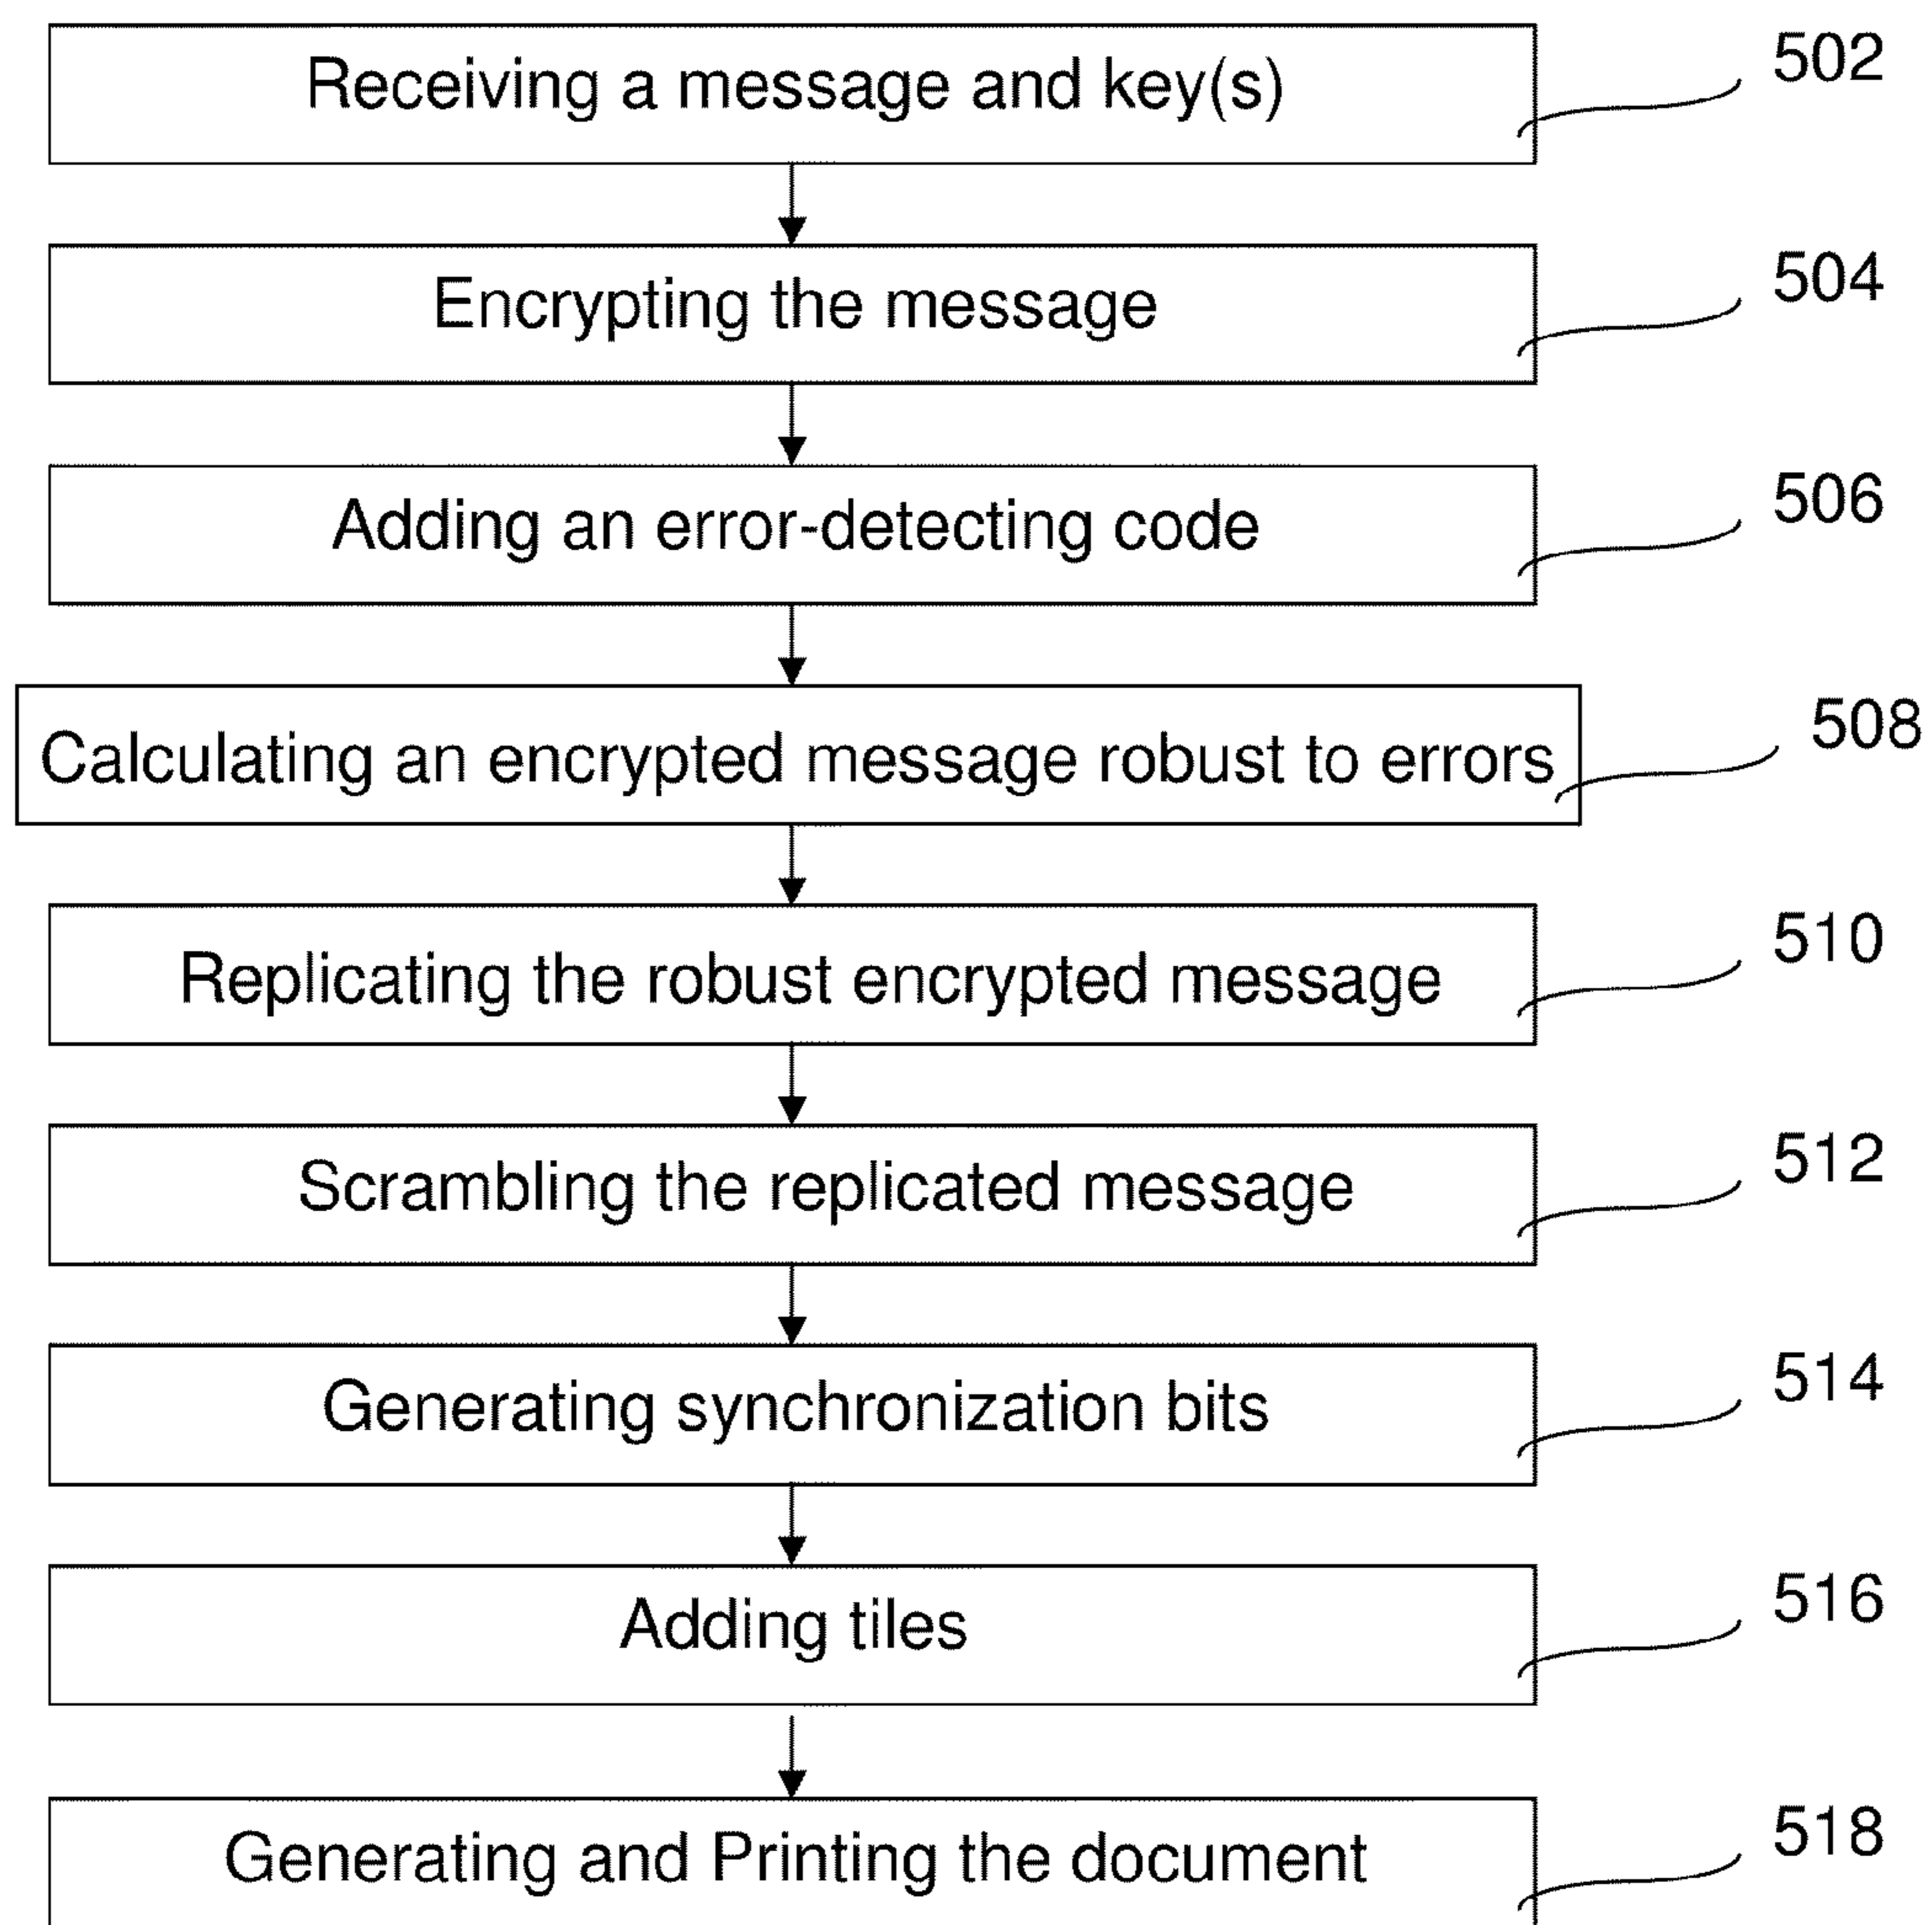 Receiving a message and key(s) 502
Encrypting the message 504
Adding an error-detecting code 506
Calculating an encrypted message robust to errors 508
Replicating the robust encrypted message 510
Scrambling the replicated message 512
Generating synchronization bits 514
Adding tiles 516
Generating and Printing the document 518